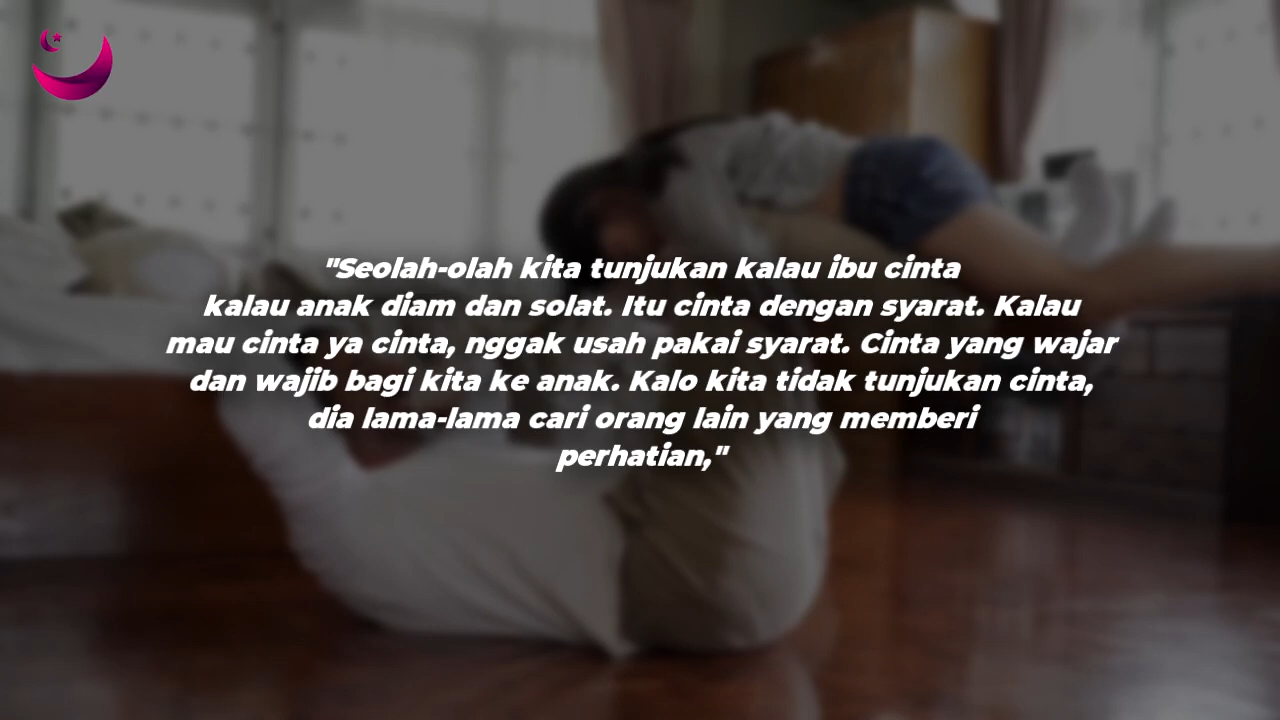 "Seolah-olah kita tunjukan kalau ibu cinta
kalau anak diam dan solat. Itu cinta dengan syarat. Kalau
mau cinta ya cinta, nggak usah pakai syarat. Cinta yang wajar
dan wajib bagi kita ke anak. Kalo kita tidak tunjukan cinta,
dia lama-lama cari orang lain yang memberi
perhatian,"